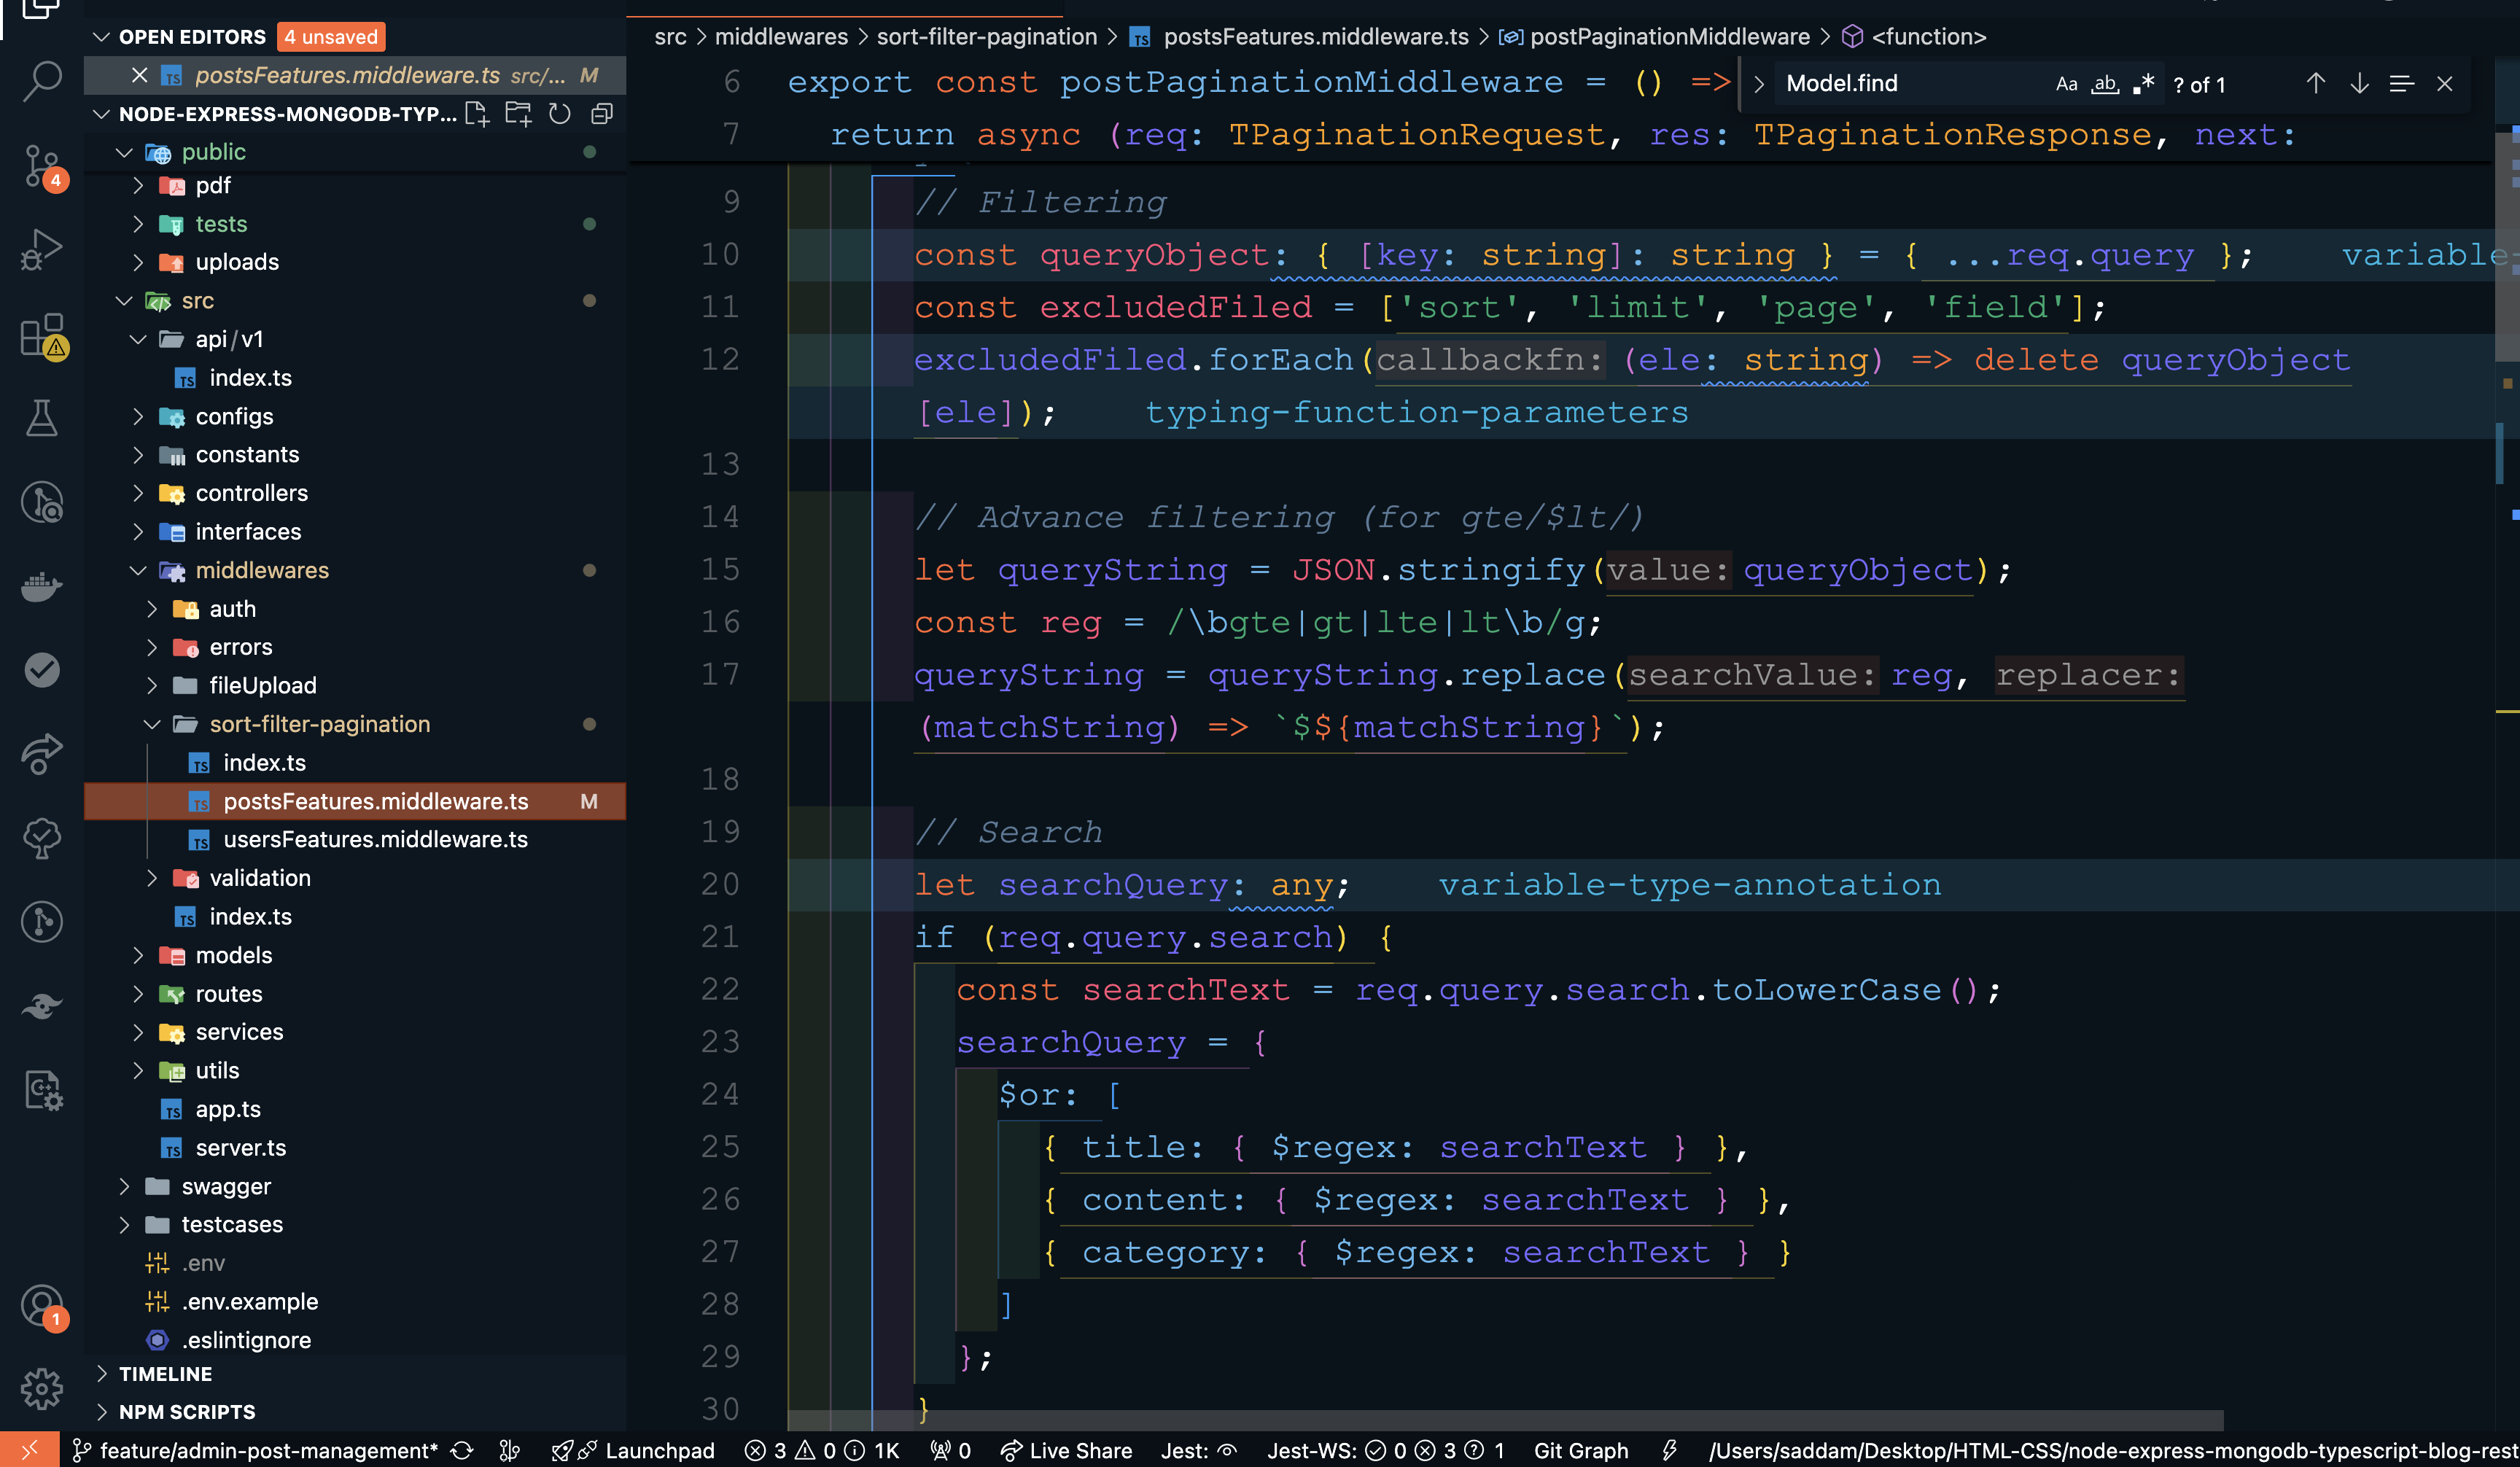 OPEN EDITORS 4 unsaved
postsFeatures.middleware.ts src/... M
NODE-EXPRESS-MONGODB-TYP...
public
pdf
tests
uploads
src
api/v1
index.ts
configs
constants
controllers
interfaces
middlewares
auth
errors
fileUpload
sort-filter-pagination
index.ts
postsFeatures.middleware.ts M
usersFeatures.middleware.ts
validation
index.ts
models
routes
services
utils
app.ts
server.ts
swagger
testcases
.env
.env.example
.eslintignore
TIMELINE
NPM SCRIPTS
4
1
src > middlewares > sort-filter-pagination > TS postsFeatures.middleware.ts > postPaginationMiddleware > <function>
Model.find Aa ab .* ? of 1
6 export const postPaginationMiddleware = () =>
7 return async (req: TPaginationRequest, res: TPaginationResponse, next:
9 // Filtering
10 const queryObject: { [key: string]: string } = { ...req.query }; variable-
11 const excludedFiled = ['sort', 'limit', 'page', 'field'];
12 excludedFiled.forEach(callbackfn: (ele: string) => delete queryObject
[ele]); typing-function-parameters
13
14 // Advance filtering (for gte/$lt/)
15 let queryString = JSON.stringify(value: queryObject);
16 const reg = /\bgte|gt|lte|lt\b/g;
17 queryString = queryString.replace(searchValue: reg, replacer:
(matchString) => `$${matchString}`);
18
19 // Search
20 let searchQuery: any; variable-type-annotation
21 if (req.query.search) {
22 const searchText = req.query.search.toLowerCase();
23 searchQuery = {
24 $or: [
25 { title: { $regex: searchText } },
26 { content: { $regex: searchText } },
27 { category: { $regex: searchText } }
28 ]
29 };
30 }
feature/admin-post-management* Launchpad 3 0 1K 0 Live Share Jest: Jest-WS: 0 3 1 Git Graph /Users/saddam/Desktop/HTML-CSS/node-express-mongodb-typescript-blog-rest